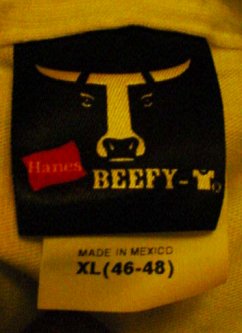 Hanes
BEEFY-T®
MADE IN MEXICO
XL (46-48)